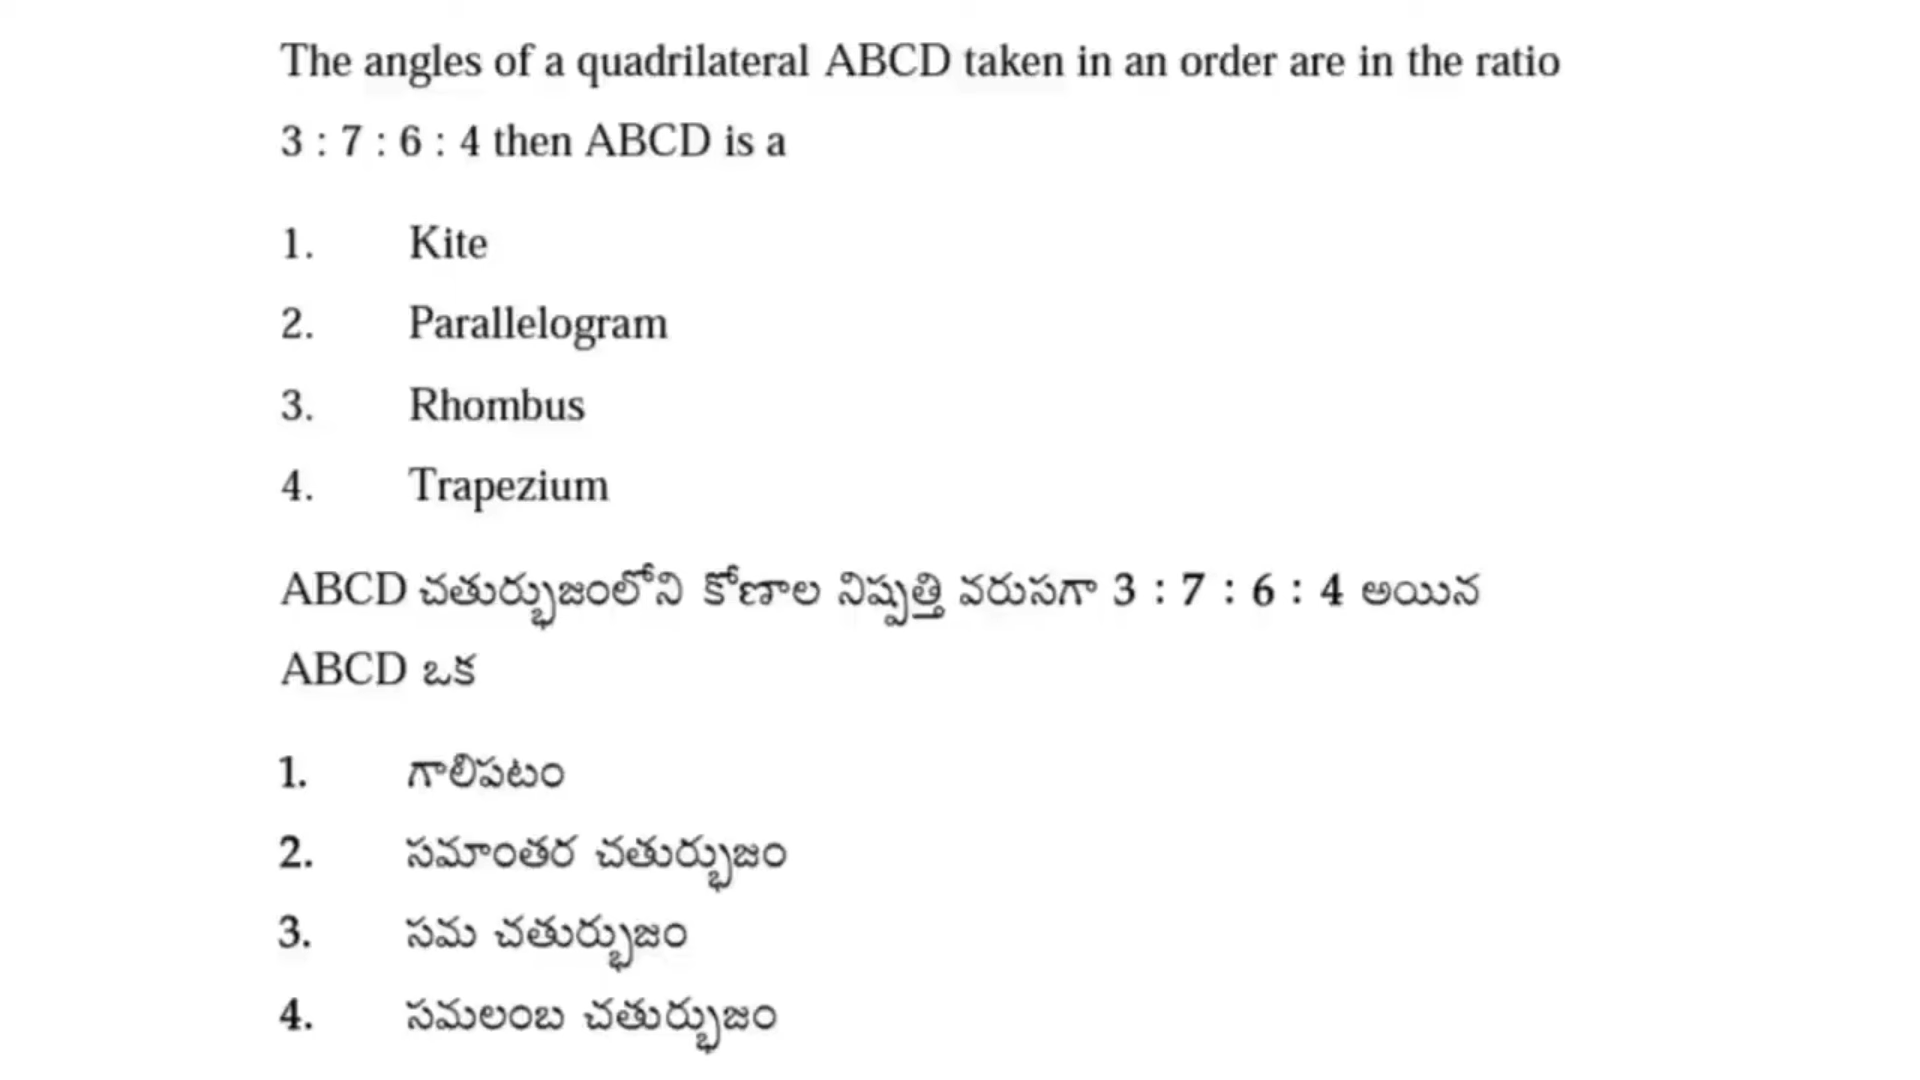 The angles of a quadrilateral ABCD taken in an order are in the ratio
3 : 7 : 6 : 4 then ABCD is a
1. Kite
2. Parallelogram
3. Rhombus
4. Trapezium
ABCD చతుర్భుజంలోని కోణాల నిష్పత్తి వరుసగా 3 : 7 : 6 : 4 అయిన
ABCD ఒక
1. గాలిపటం
2. సమాంతర చతుర్భుజం
3. సమ చతుర్భుజం
4. సమలంబ చతుర్భుజం